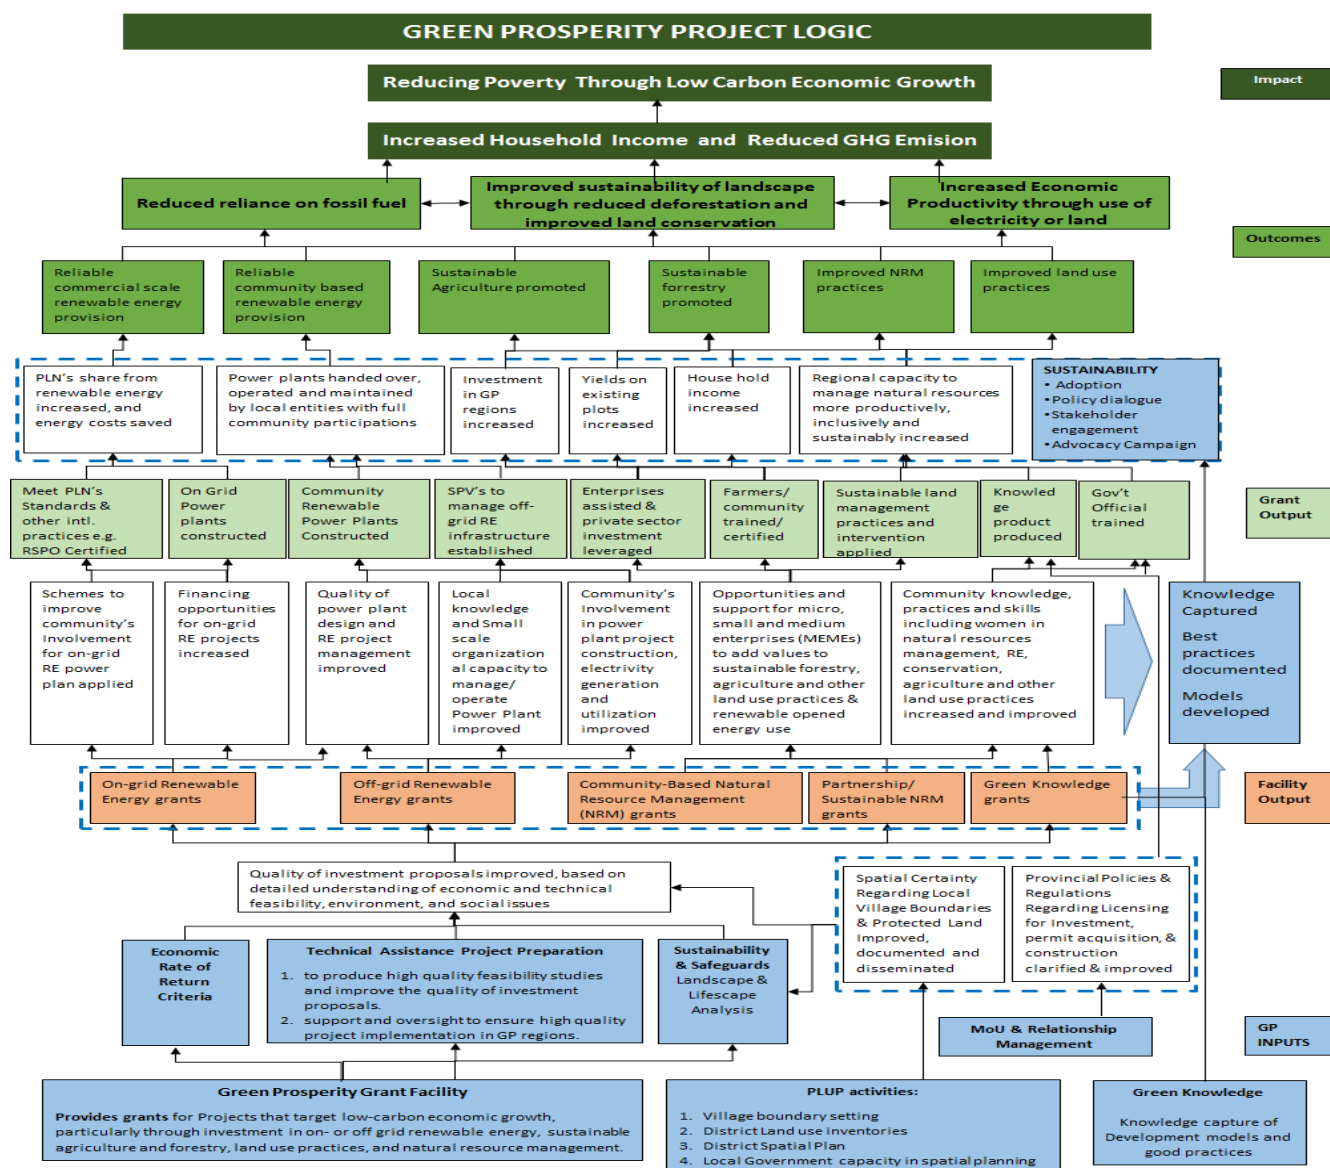 GREEN PROSPERITY PROJECT LOGIC
Reducing Poverty Through Low Carbon Economic Growth
Impact
Increased Household Income and Reduced GHG Emision
Reduced reliance on fossil fuel
Improved sustainability of landscape
through reduced deforestation and
improved land conservation
Increased Economic
Productivity through use of
electricity or land
Outcomes
Reliable
commercial scale
renewable energy
provision
Reliable
community based
renewable energy
provision
Sustainable
Agriculture promoted
Sustainable
forrestry
promoted
Improved NRM
practices
Improved land use
practices
PLN's share from
renewable energy
increased, and
energy costs saved
Power plants handed over,
operated and maintained
by local entities with full
community participations
Investment
in GP
regions
increased
Yields on
existing
plots
increased
House hold
income
increased
Regional capacity to
manage natural resources
more productively,
inclusively and
sustainably increased
SUSTAINABILITY
• Adoption
• Policy dialogue
• Stakeholder
engagement
• Advocacy Campaign
Meet PLN's
Standards &
other intl.
practices e.g.
RSPO Certified
On Grid
Power
plants
constructed
Community
Renewable
Power Plants
Constructed
SPV's to
manage off-
grid RE
infrastructure
established
Enterprises
assisted &
private sector
investment
leveraged
Farmers/
community
trained/
certified
Sustainable land
management
practices and
intervention
applied
Knowled
ge
product
produced
Gov't
Official
trained
Grant
Output
Schemes to
improve
community's
Involvement
for on-grid
RE power
plan applied
Financing
opportunities
for on-grid
RE projects
increased
Quality of
power plant
design and
RE project
management
improved
Local
knowledge
and Small
scale
organization
al capacity to
manage/
operate
Power Plant
improved
Community's
Involvement
in power
plant project
construction,
electrivity
generation
and
utilization
improved
Opportunities and
support for micro,
small and medium
enterprises (MEMEs)
to add values to
sustainable forestry,
agriculture and other
land use practices &
renewable opened
energy use
Community knowledge,
practices and skills
including women in
natural resources
management, RE,
conservation,
agriculture and other
land use practices
increased and improved
Knowledge
Captured
Best
practices
documented
Models
developed
On-grid Renewable
Energy grants
Off-grid Renewable
Energy grants
Community-Based Natural
Resource Management
(NRM) grants
Partnership/
Sustainable NRM
grants
Green Knowledge
grants
Facility
Output
Quality of investment proposals improved, based on
detailed understanding of economic and technical
feasibility, environment, and social issues
Spatial Certainty
Regarding Local
Village Boundaries
& Protected Land
Improved,
documented and
disseminated
Provincial Policies &
Regulations
Regarding Licensing
for Investment,
permit acquisition, &
construction
clarified & improved
Economic
Rate of
Return
Criteria
Technical Assistance Project Preparation
1. to produce high quality feasibility studies
and improve the quality of investment
proposals.
2. support and oversight to ensure high quality
project implementation in GP regions.
Sustainability
& Safeguards
Landscape &
Lifescape
Analysis
MoU & Relationship
Management
GP
INPUTS
Green Prosperity Grant Facility
Provides grants for Projects that target low-carbon economic growth,
particularly through investment in on- or off grid renewable energy, sustainable
agriculture and forestry, land use practices, and natural resource management.
PLUP activities:
1. Village boundary setting
2. District Land use inventories
3. District Spatial Plan
4. Local Government capacity in spatial planning
Green Knowledge
Knowledge capture of
Development models and
good practices